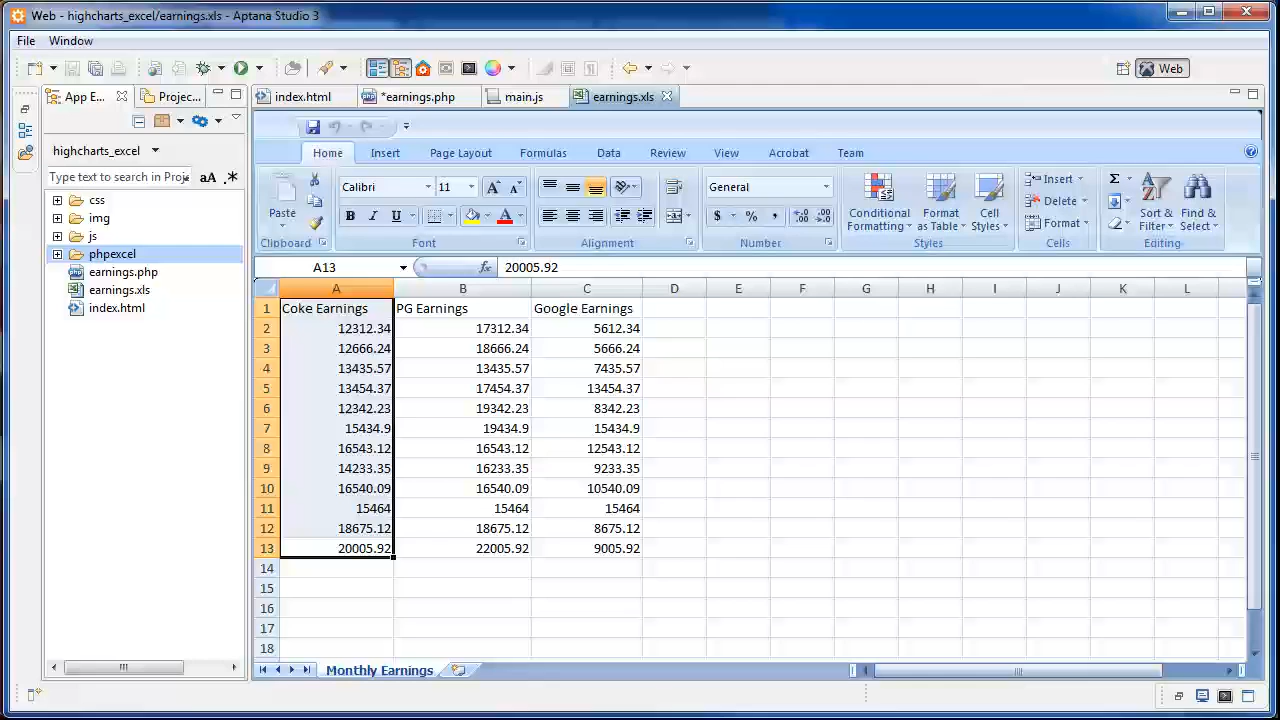 Web - highcharts_excel/earnings.xls - Aptana Studio 3
File Window
Web
App E... Projec...
index.html *earnings.php main.js earnings.xls
highcharts_excel
Type text to search in Proj aA .*
css
img
js
phpexcel
earnings.php
earnings.xls
index.html
Home Insert Page Layout Formulas Data Review View Acrobat Team
Paste
Clipboard
Calibri 11
B I U
Font
Alignment
General
$ % ,
Number
Conditional Formatting
Format as Table
Cell Styles
Styles
Insert
Delete
Format
Cells
Σ
Sort & Filter
Find & Select
Editing
A13 fx 20005.92
A B C D E F G H I J K L
1 Coke Earnings PG Earnings Google Earnings
2 12312.34 17312.34 5612.34
3 12666.24 18666.24 5666.24
4 13435.57 13435.57 7435.57
5 13454.37 17454.37 13454.37
6 12342.23 19342.23 8342.23
7 15434.9 19434.9 15434.9
8 16543.12 16543.12 12543.12
9 14233.35 16233.35 9233.35
10 16540.09 16540.09 10540.09
11 15464 15464 15464
12 18675.12 18675.12 8675.12
13 20005.92 22005.92 9005.92
14
15
16
17
18
Monthly Earnings